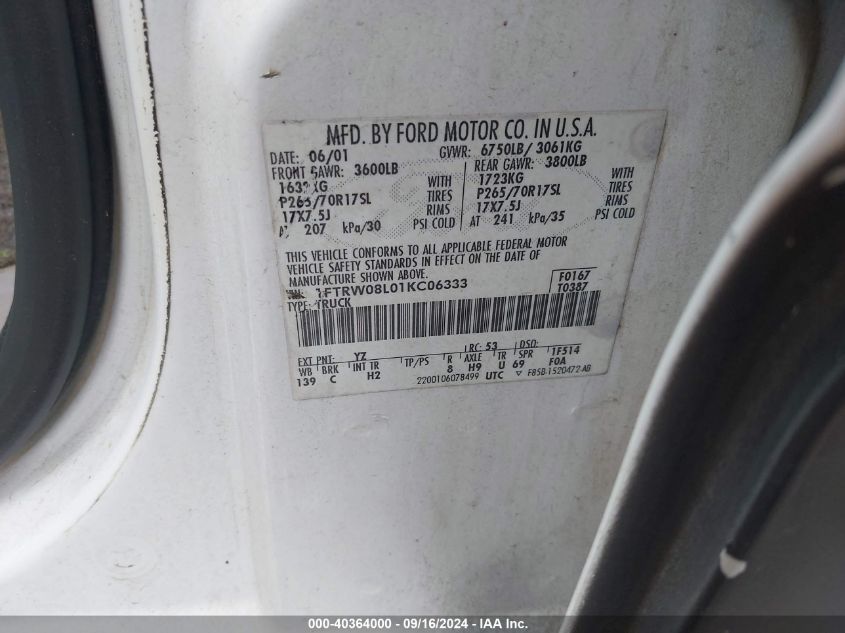 MFD. BY FORD MOTOR CO. IN U.S.A.
DATE: 06/01 GVWR: 6750LB/ 3061KG
FRONT GAWR: 3600LB REAR GAWR: 3800LB
WITH 1723KG WITH
P265/70R17SL TIRES P265/70R17SL TIRES
17X7.5J RIMS 17X7.5J RIMS
AT 207 kPa/30 PSI COLD AT 241 kPa/35 PSI COLD
THIS VEHICLE CONFORMS TO ALL APPLICABLE FEDERAL MOTOR
VEHICLE SAFETY STANDARDS IN EFFECT ON THE DATE OF
MANUFACTURE SHOWN ABOVE.
1FTRW08L01KC06333 F0167
TYPE: TRUCK T0387
EXT PNT: YZ RC: 53 DSO:
WB BRK INT TR TP/PS R AXLE TR SPR 1F514
139 C H2 8 H9 U 69 F0A
2200106078499 UTC ▽ F85B-1520472-AB
000-40364000 - 09/16/2024 - IAA Inc.